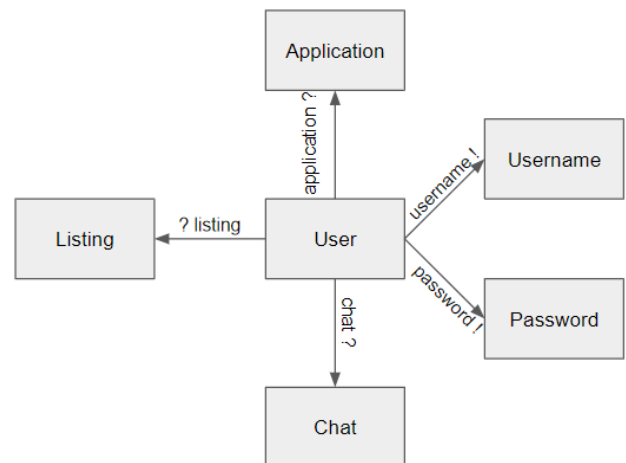 Application
application ?
username !
Username
Listing
? listing
User
password !
Password
chat ?
Chat